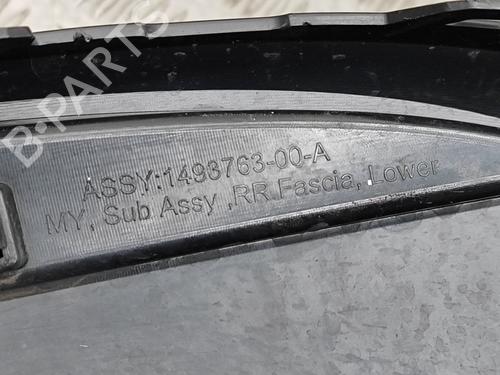 B-PARTS
ASSY:1493763-00-A
MY, Sub Assy ,RR Fascia, Lower